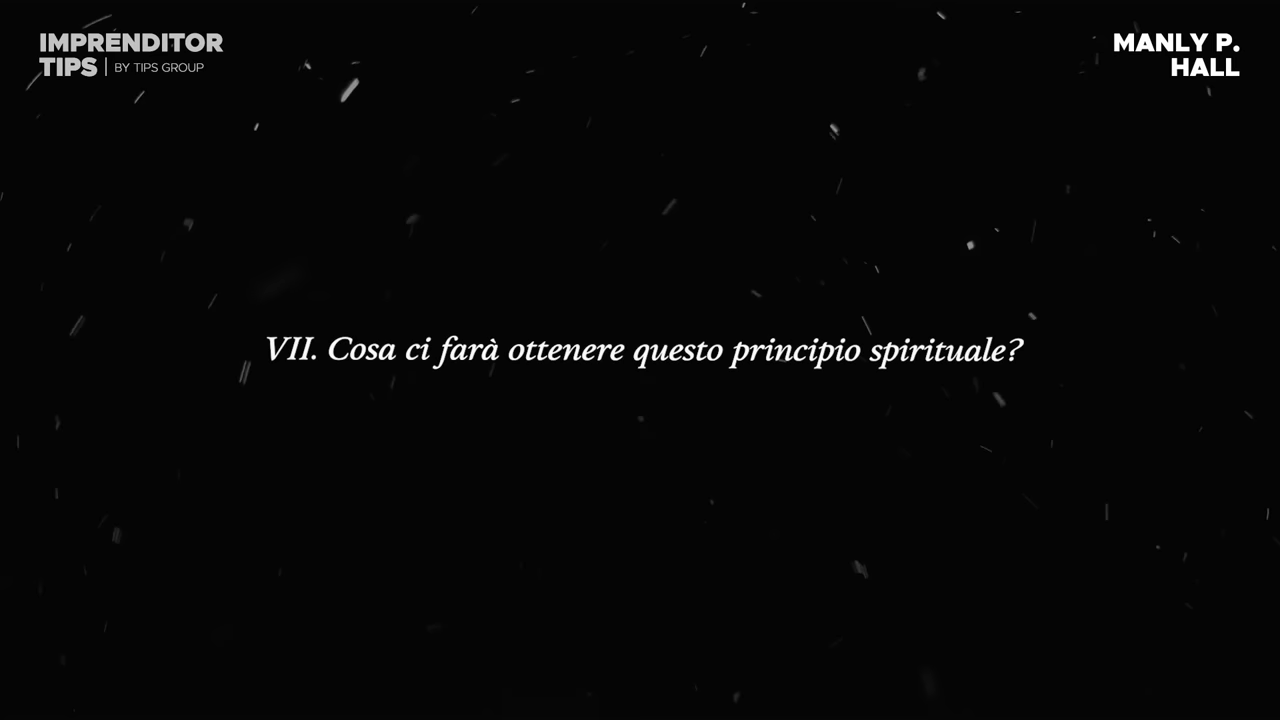 IMPRENDITOR
TIPS | BY TIPS GROUP
MANLY P.
HALL
VII. Cosa ci farà ottenere questo principio spirituale?